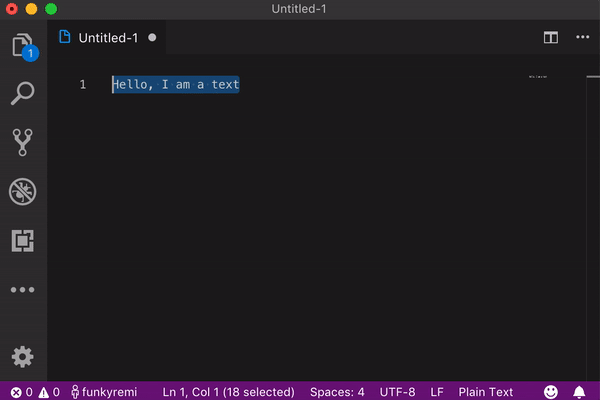 Untitled-1
Untitled-1
1
1 Hello, I am a text
0 0 funkyremi Ln 1, Col 1 (18 selected) Spaces: 4 UTF-8 LF Plain Text